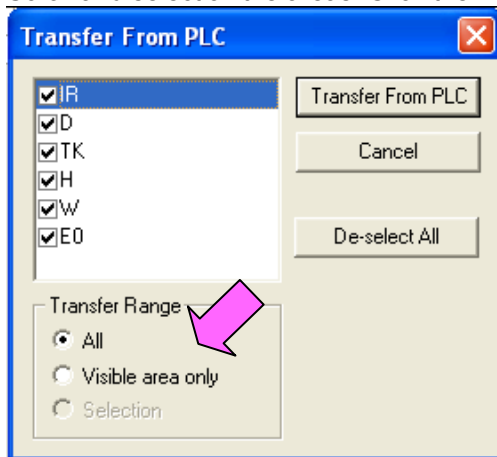 Transfer From PLC
IR
D
TK
H
W
E0
Transfer From PLC
Cancel
De-select All
Transfer Range
All
Visible area only
Selection